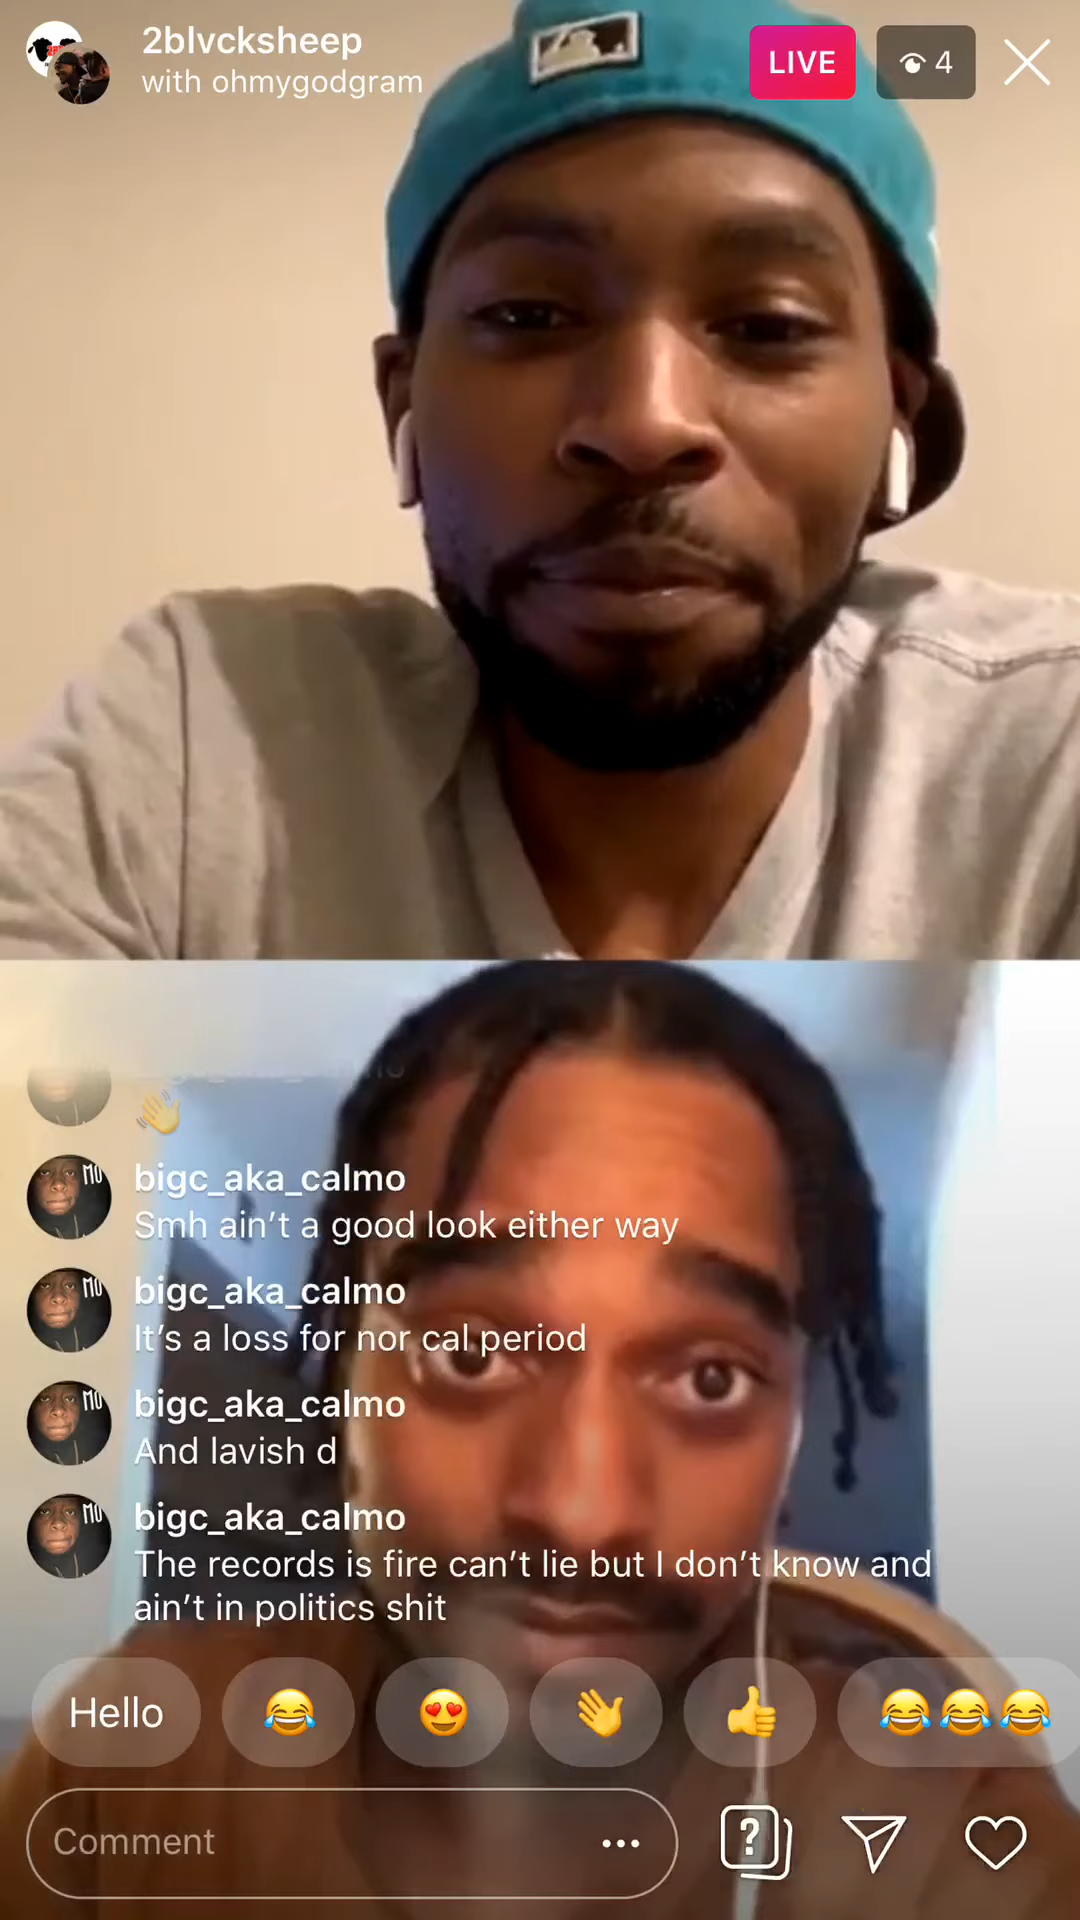 2blvcksheep
with ohmygodgram
LIVE
4
👋
bigc_aka_calmo
Smh ain't a good look either way
bigc_aka_calmo
It's a loss for nor cal period
bigc_aka_calmo
And lavish d
bigc_aka_calmo
The records is fire can't lie but I don't know and
ain't in politics shit
Hello 😂 😍 👋 👍 😂😂😂
Comment
?